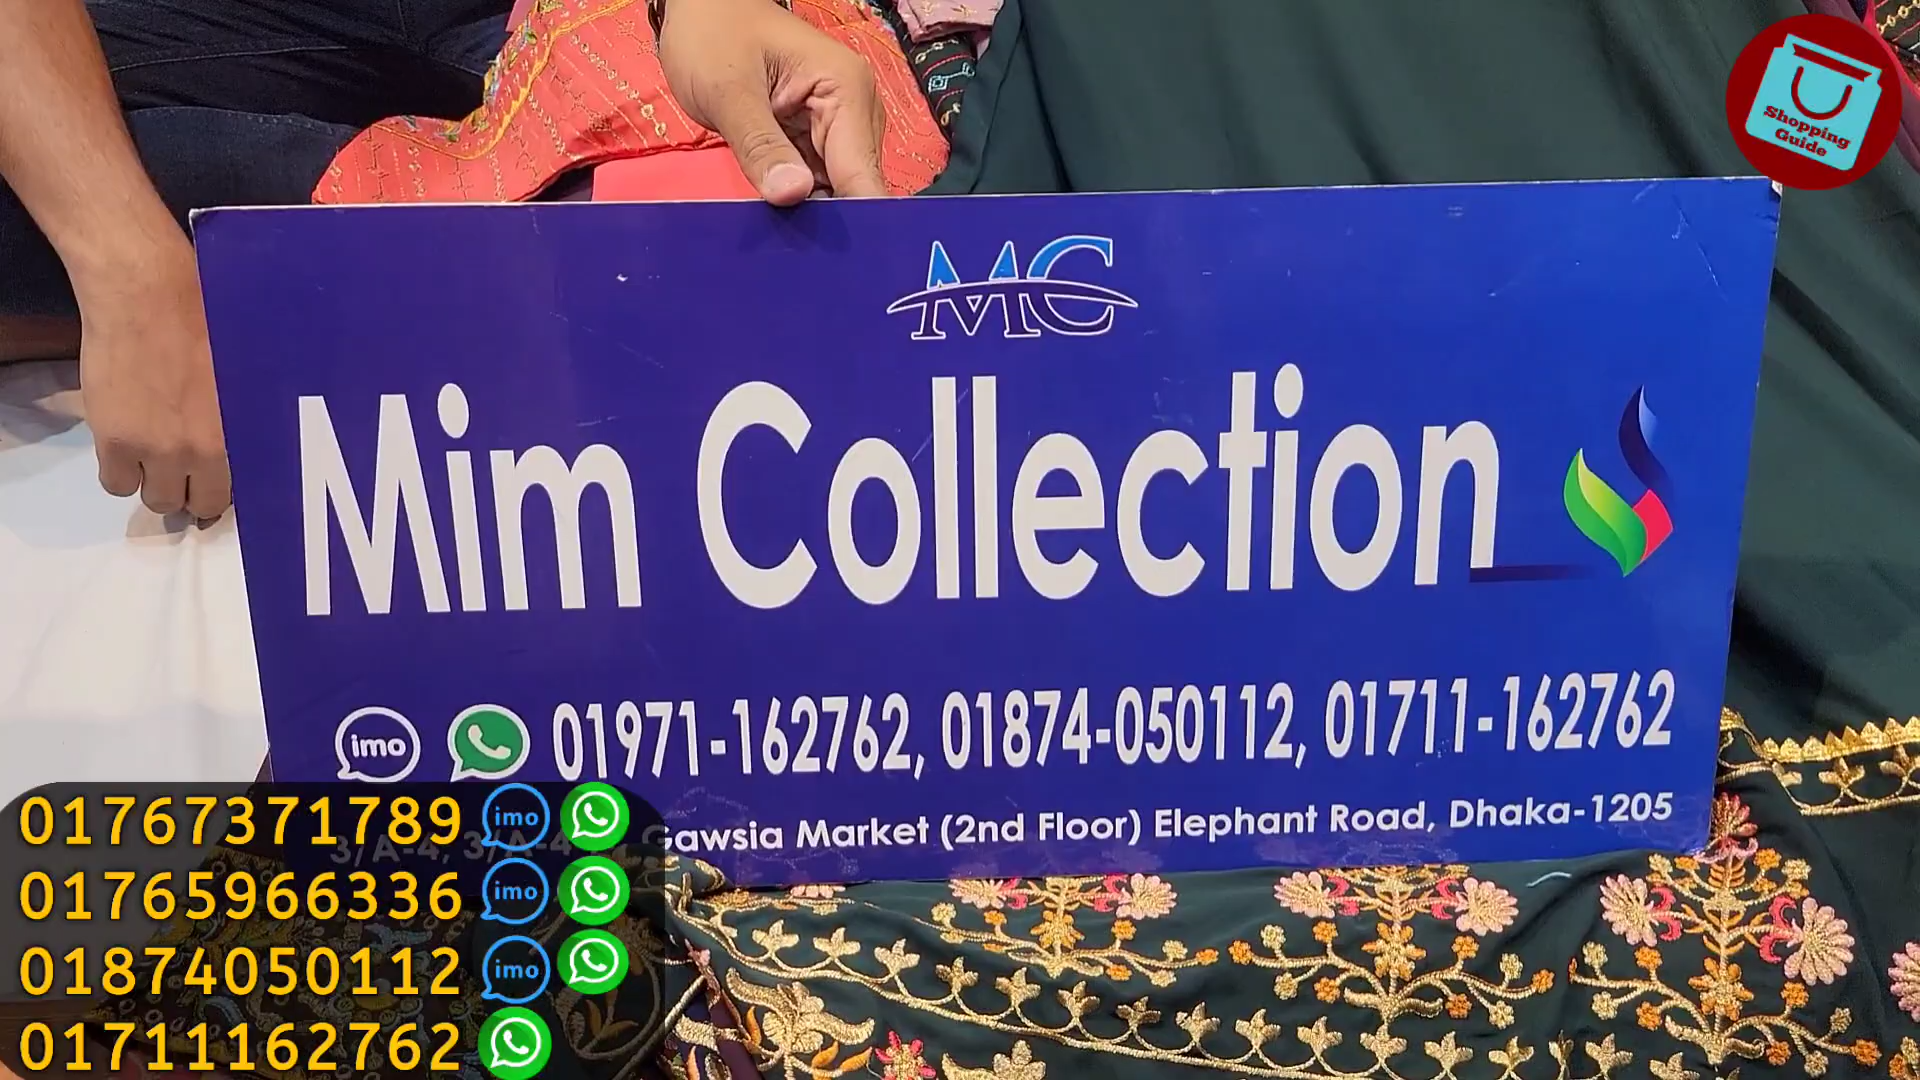 Shopping
Guide
MC
Mim Collection
imo 01971-162762, 01874-050112, 01711-162762
Gawsia Market (2nd Floor) Elephant Road, Dhaka-1205
01767371789 imo
01765966336 imo
01874050112 imo
01711162762